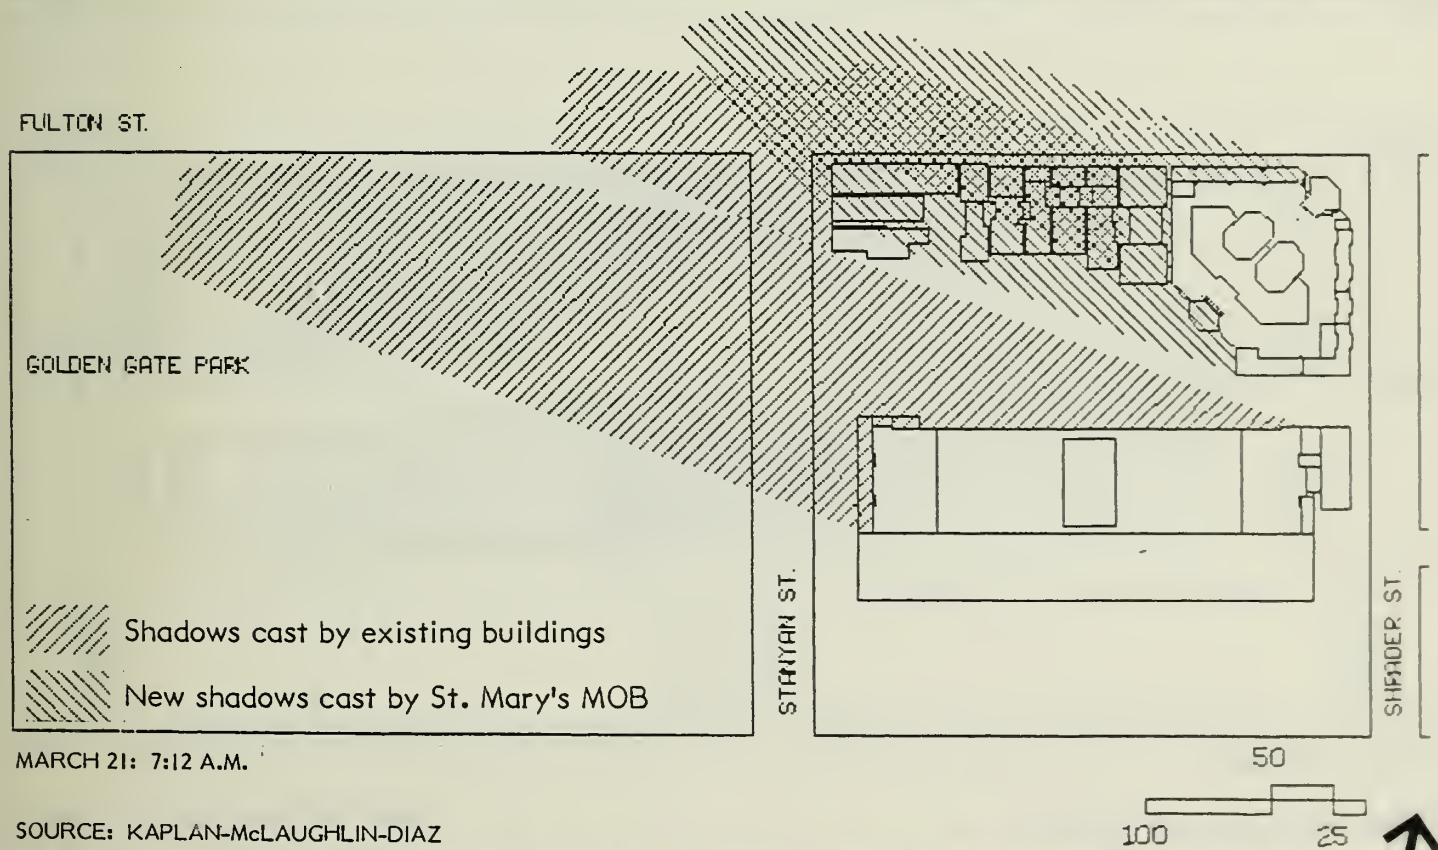 FULTON ST.
GOLDEN GATE PARK
Shadows cast by existing buildings
New shadows cast by St. Mary's MOB
STANYAN ST.
SHRADER ST.
MARCH 21: 7:12 A.M.
50
100
25
SOURCE: KAPLAN-McLAUGHLIN-DIAZ